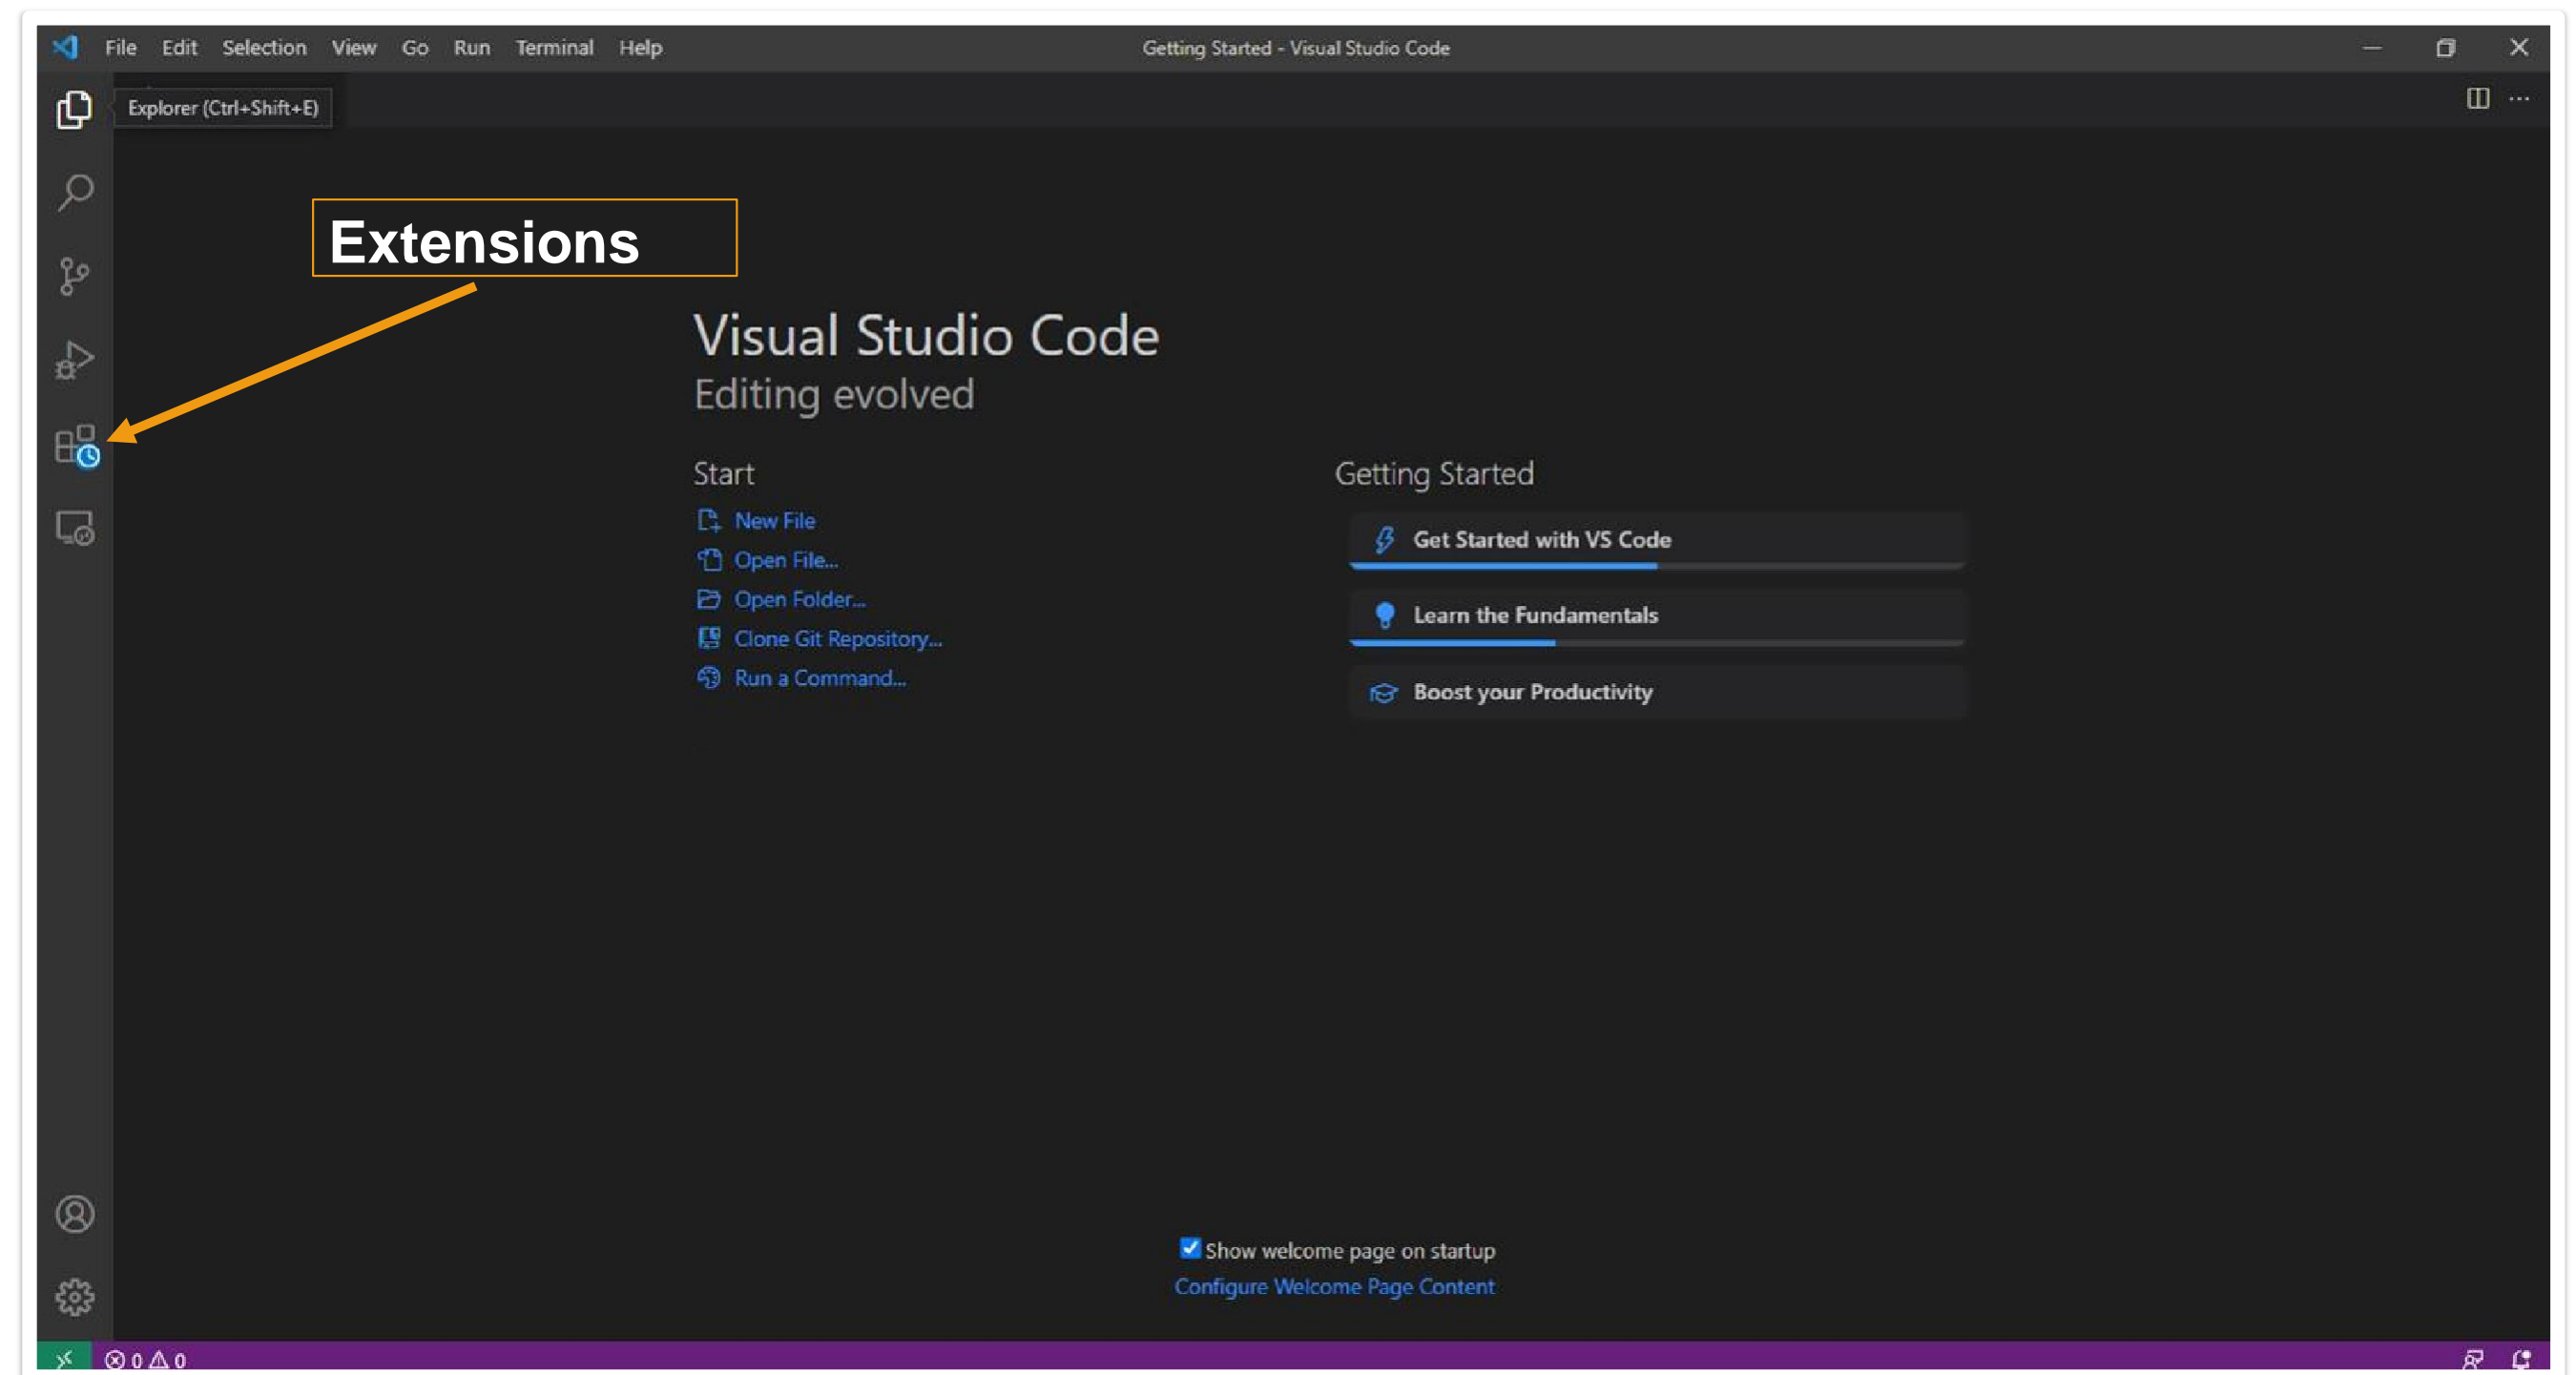 File Edit Selection View Go Run Terminal Help
Getting Started - Visual Studio Code
Explorer (Ctrl+Shift+E)
Extensions
Visual Studio Code
Editing evolved
Start
New File
Open File...
Open Folder...
Clone Git Repository...
Run a Command...
Getting Started
Get Started with VS Code
Learn the Fundamentals
Boost your Productivity
Show welcome page on startup
Configure Welcome Page Content
0 0